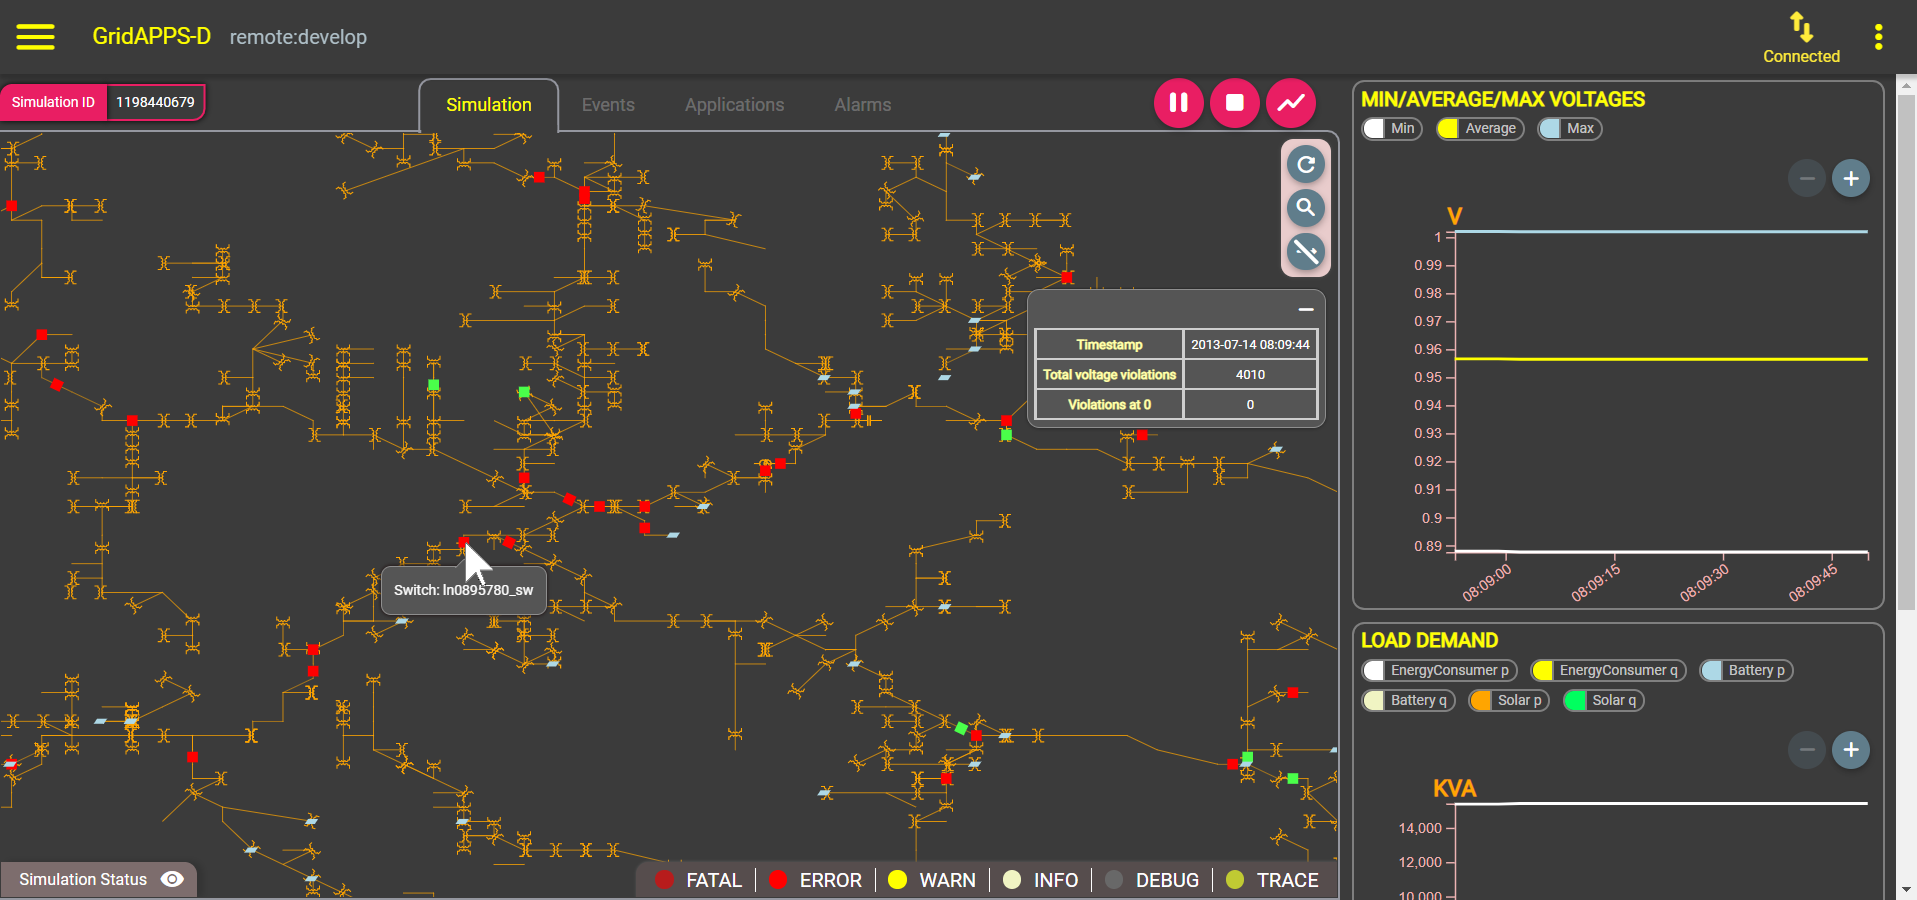 GridAPPS-D remote:develop
Connected
Simulation ID 1198440679
Simulation Events Applications Alarms
Timestamp 2013-07-14 08:09:44
Total voltage violations 4010
Violations at 0 0
Switch: ln0895780_sw
Simulation Status
FATAL ERROR WARN INFO DEBUG TRACE
MIN/AVERAGE/MAX VOLTAGES
Min Average Max
V
1
0.99
0.98
0.97
0.96
0.95
0.94
0.93
0.92
0.91
0.9
0.89
08:09:00 08:09:15 08:09:30 08:09:45
LOAD DEMAND
EnergyConsumer p EnergyConsumer q Battery p
Battery q Solar p Solar q
KVA
14,000
12,000
10,000